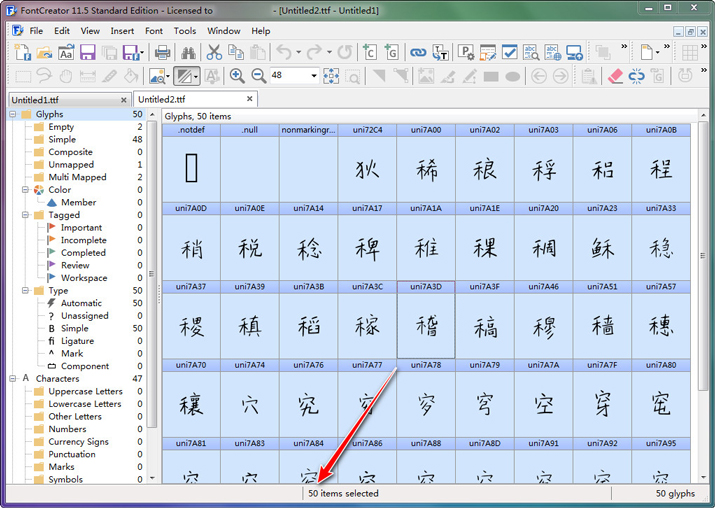 FontCreator 11.5 Standard Edition - Licensed to - [Untitled2.ttf - Untitled1]
File Edit View Insert Font Tools Window Help
48
Untitled1.ttf Untitled2.ttf
Glyphs 50
Empty 2
Simple 48
Composite 0
Unmapped 1
Multi Mapped 2
Color 0
Member 0
Tagged 0
Important 0
Incomplete 0
Completed 0
Review 0
Workspace 0
Type 50
Automatic 50
Unassigned 0
Simple 50
Ligature 0
Mark 0
Component 0
Characters 47
Uppercase Letters 0
Lowercase Letters 0
Other Letters 0
Numbers 0
Currency Signs 0
Punctuation 0
Marks 0
Symbols 0
Glyphs, 50 items
.notdef .null nonmarkingr... uni72C4 uni7A00 uni7A02 uni7A03 uni7A06 uni7A0B
狄 稀 稂 稃 稆 程
uni7A0D uni7A0E uni7A14 uni7A17 uni7A1A uni7A1E uni7A20 uni7A23 uni7A33
稍 税 稔 稗 稚 稞 稠 稣 稳
uni7A37 uni7A39 uni7A3B uni7A3C uni7A3D uni7A3F uni7A46 uni7A51 uni7A57
稷 稹 稻 稼 稽 稿 穆 穑 穗
uni7A70 uni7A74 uni7A76 uni7A77 uni7A78 uni7A79 uni7A7A uni7A7F uni7A80
穰 穴 究 穷 穸 穹 空 穿 窀
uni7A81 uni7A83 uni7A84 uni7A86 uni7A88 uni7A8D uni7A91 uni7A92 uni7A95
50 items selected 50 glyphs